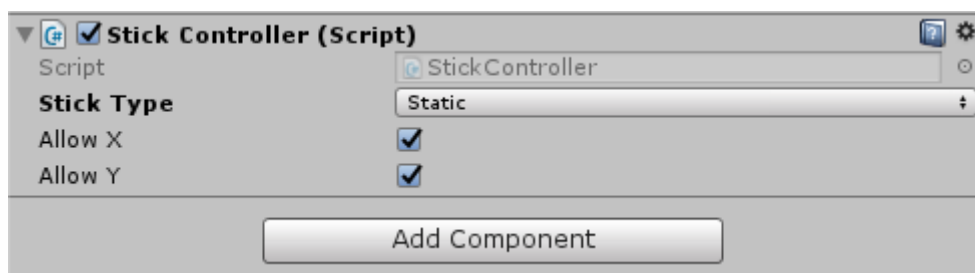 Stick Controller (Script)
Script StickController
Stick Type Static
Allow X
Allow Y
Add Component